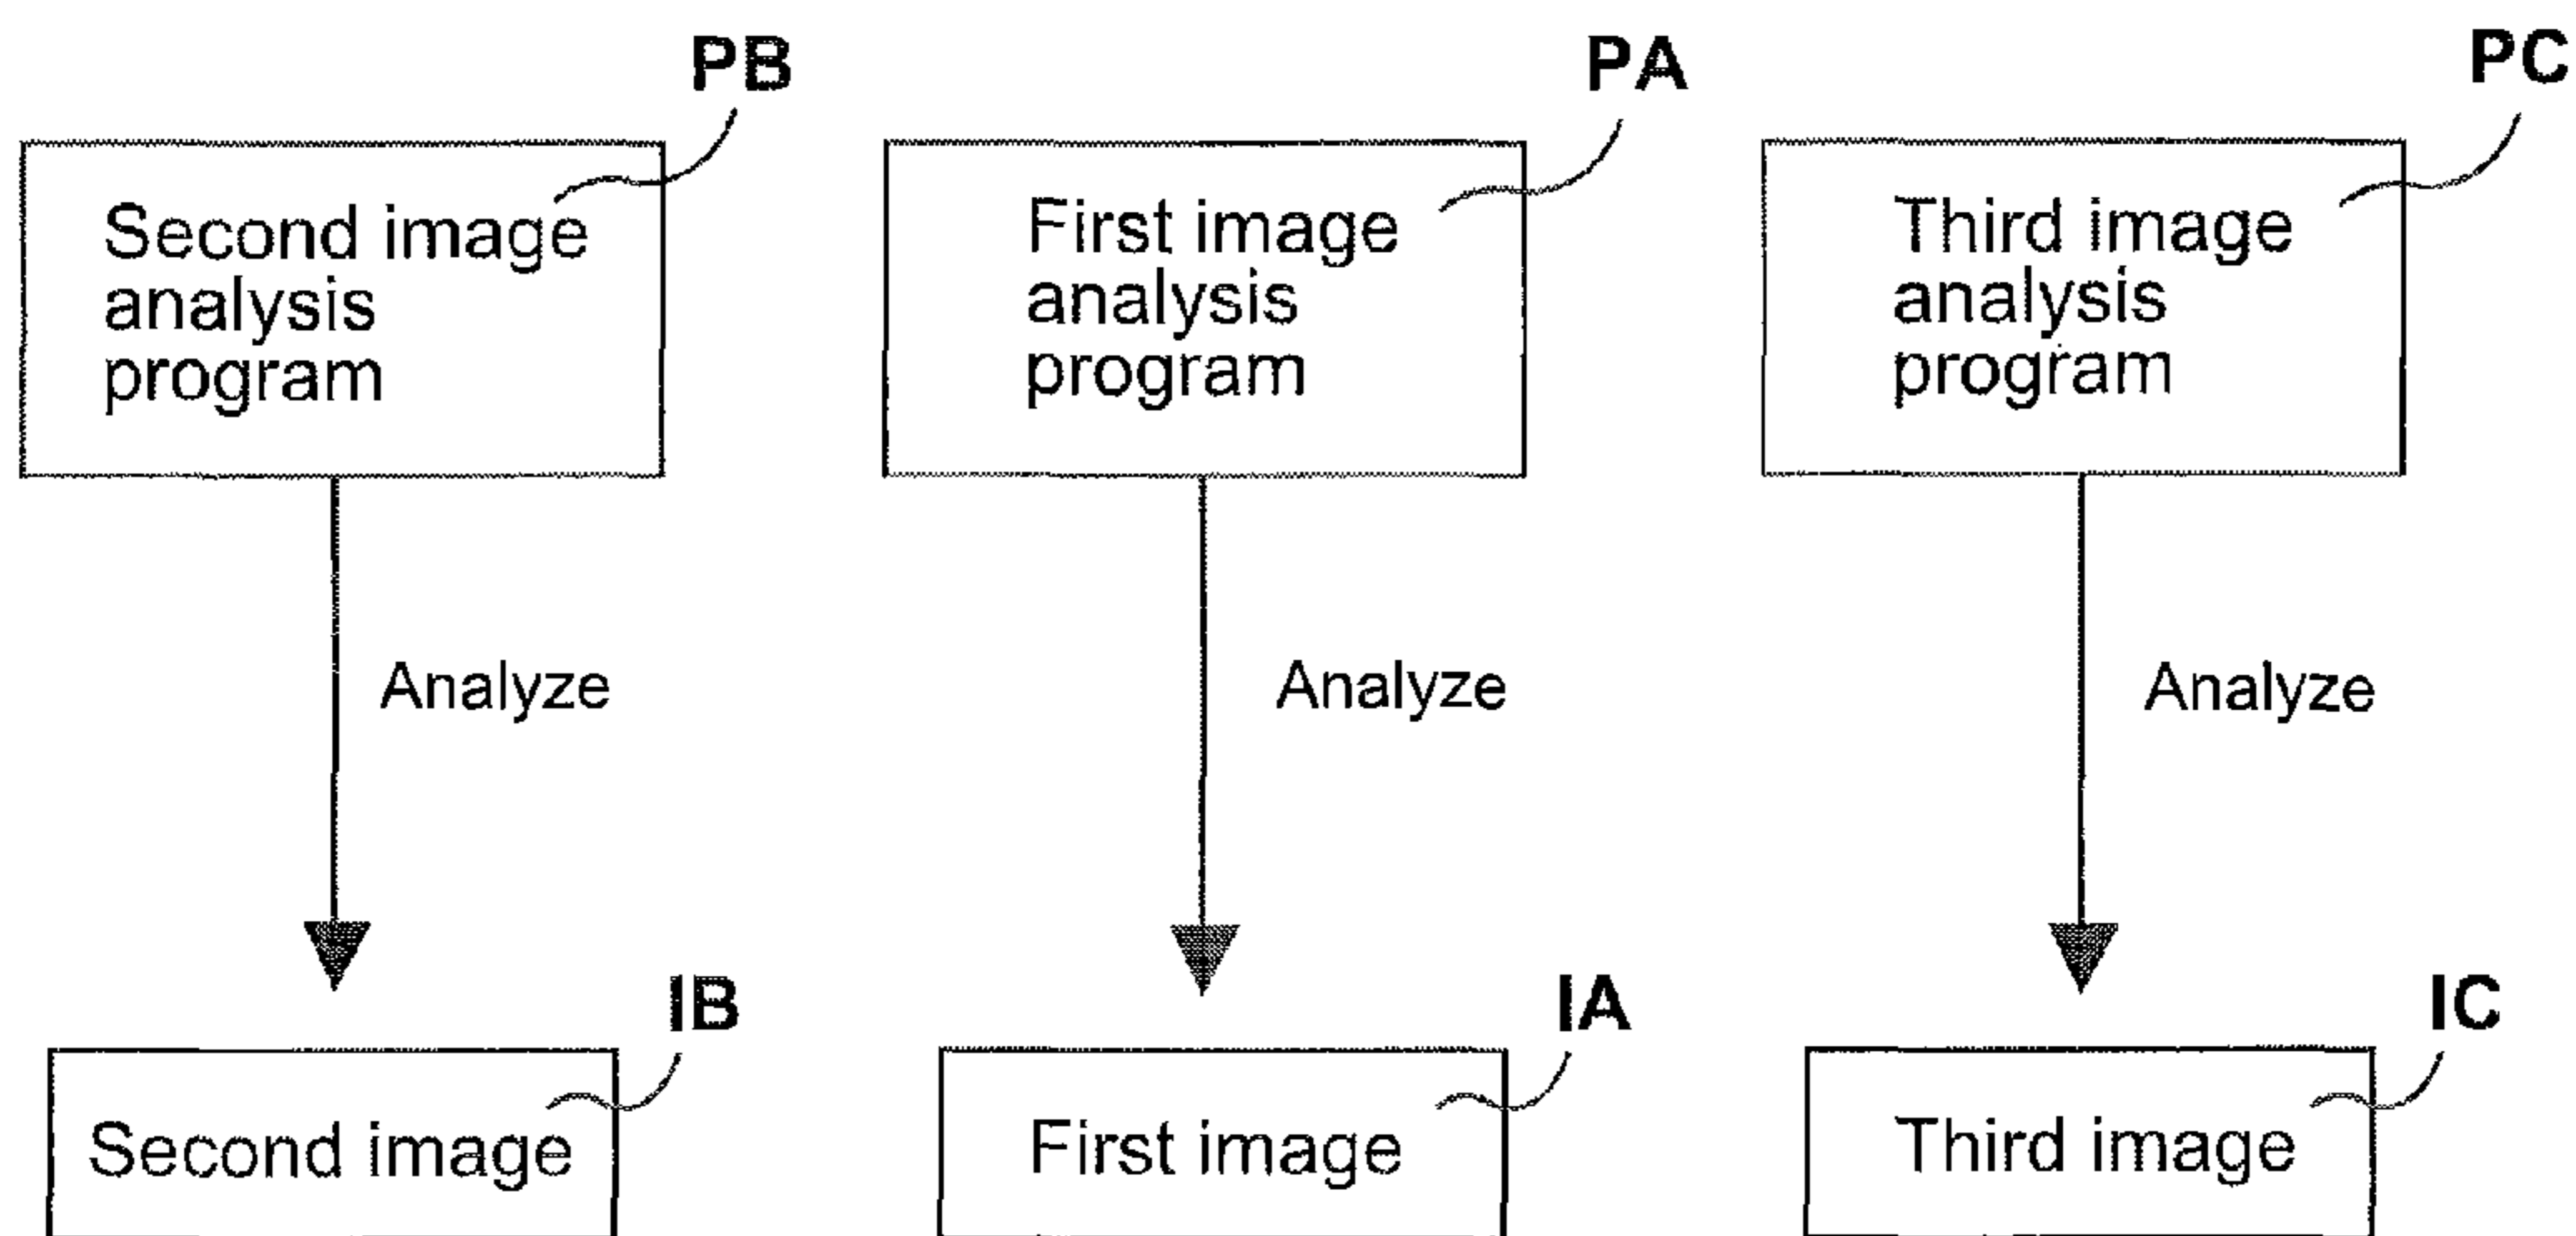 PB
PA
PC
Second image
analysis
program
First image
analysis
program
Third image
analysis
program
Analyze
Analyze
Analyze
IB
IA
IC
Second image
First image
Third image